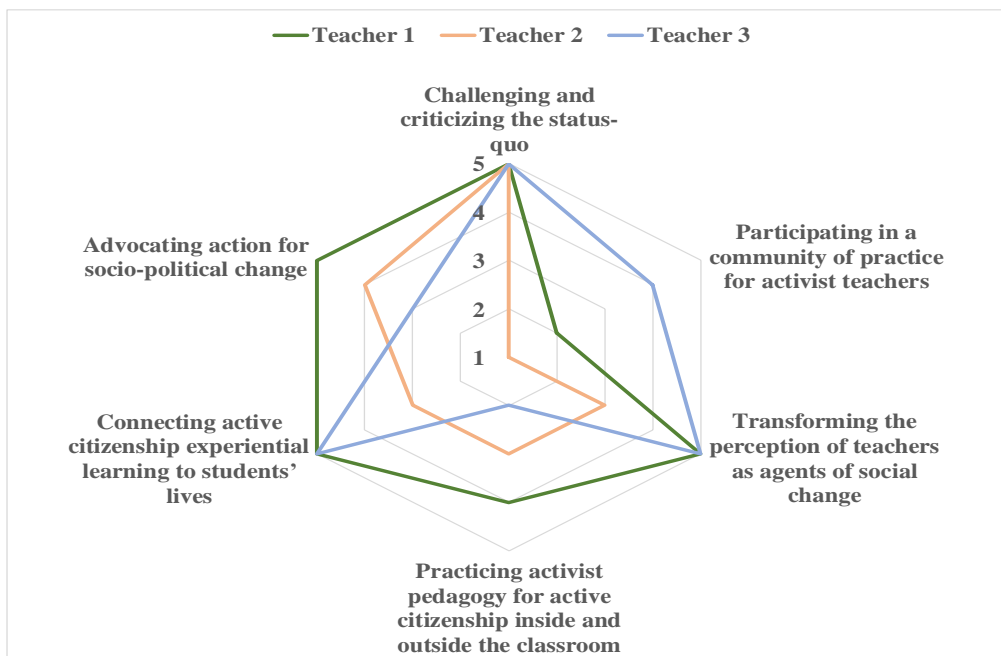 Teacher 1 Teacher 2 Teacher 3
Challenging and
criticizing the status-
quo
5
4
3
2
1
Participating in a
community of practice
for activist teachers
Transforming the
perception of teachers
as agents of social
change
Practicing activist
pedagogy for active
citizenship inside and
outside the classroom
Connecting active
citizenship experiential
learning to students’
lives
Advocating action for
socio-political change